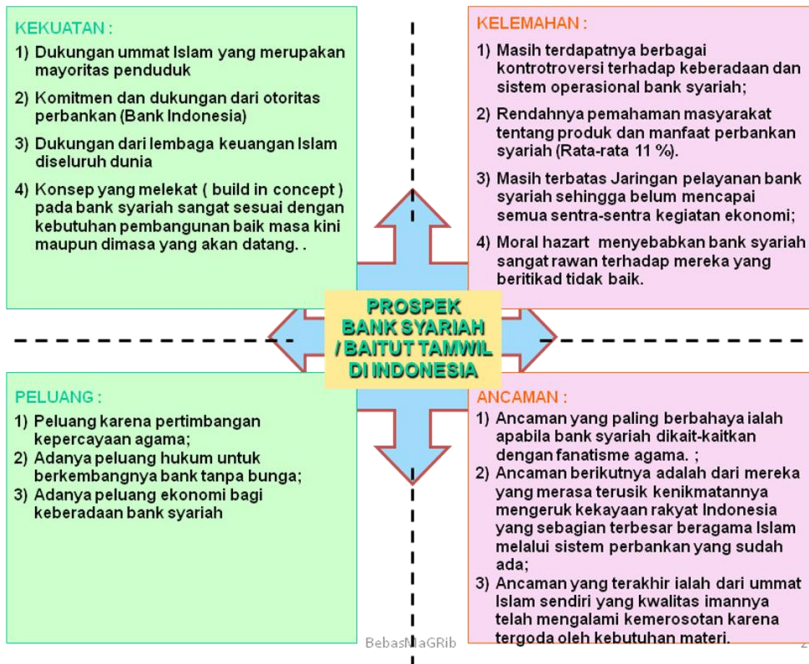 KEKUATAN :
1) Dukungan ummat Islam yang merupakan
mayoritas penduduk
2) Komitmen dan dukungan dari otoritas
perbankan (Bank Indonesia)
3) Dukungan dari lembaga keuangan Islam
diseluruh dunia
4) Konsep yang melekat ( build in concept )
pada bank syariah sangat sesuai dengan
kebutuhan pembangunan baik masa kini
maupun dimasa yang akan datang. .
KELEMAHAN :
1) Masih terdapatnya berbagai
kontrotroversi terhadap keberadaan dan
sistem operasional bank syariah;
2) Rendahnya pemahaman masyarakat
tentang produk dan manfaat perbankan
syariah (Rata-rata 11 %).
3) Masih terbatas Jaringan pelayanan bank
syariah sehingga belum mencapai
semua sentra-sentra kegiatan ekonomi;
4) Moral hazart menyebabkan bank syariah
sangat rawan terhadap mereka yang
beritikad tidak baik.
PROSPEK
BANK SYARIAH
/ BAITUT TAMWIL
DI INDONESIA
PELUANG :
1) Peluang karena pertimbangan
kepercayaan agama;
2) Adanya peluang hukum untuk
berkembangnya bank tanpa bunga;
3) Adanya peluang ekonomi bagi
keberadaan bank syariah
ANCAMAN :
1) Ancaman yang paling berbahaya ialah
apabila bank syariah dikait-kaitkan
dengan fanatisme agama. ;
2) Ancaman berikutnya adalah dari mereka
yang merasa terusik kenikmatannya
mengeruk kekayaan rakyat Indonesia
yang sebagian terbesar beragama Islam
melalui sistem perbankan yang sudah
ada;
3) Ancaman yang terakhir ialah dari ummat
Islam sendiri yang kwalitas imannya
telah mengalami kemerosotan karena
tergoda oleh kebutuhan materi.
BebasMaGRib